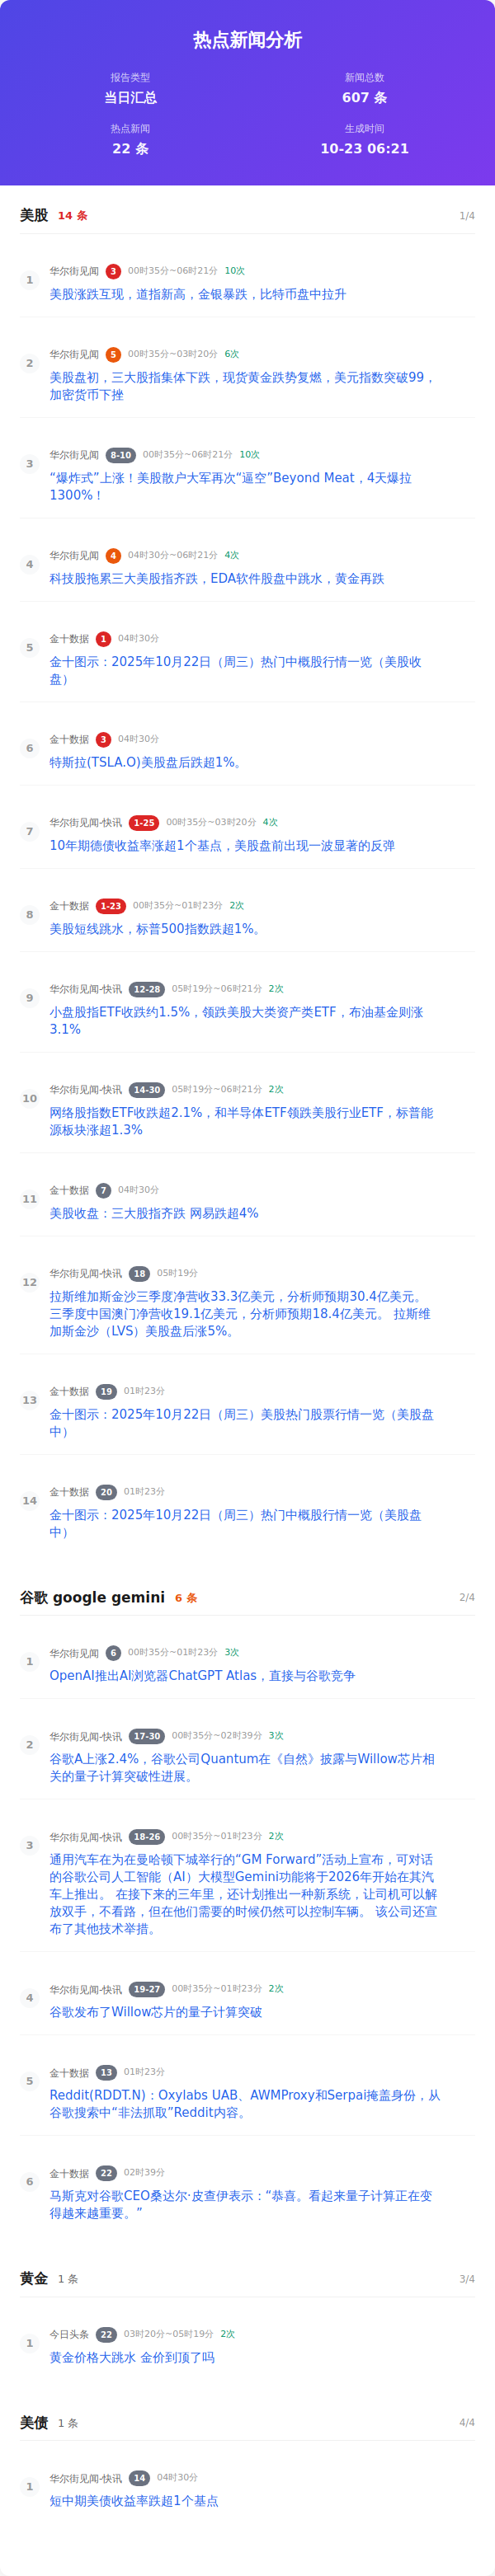 热点新闻分析
报告类型
新闻总数
当日汇总
607 条
热点新闻
生成时间
22 条
10-23 06:21
美股 14 条 1/4
华尔街见闻 3 00时35分~06时21分 10次
1
美股涨跌互现，道指新高，金银暴跌，比特币盘中拉升
华尔街见闻 5 00时35分~03时20分 6次
2
美股盘初，三大股指集体下跌，现货黄金跌势复燃，美元指数突破99，
加密货币下挫
华尔街见闻 8-10 00时35分~06时21分 10次
3
“爆炸式”上涨！美股散户大军再次“逼空”Beyond Meat，4天爆拉
1300%！
华尔街见闻 4 04时30分~06时21分 4次
4
科技股拖累三大美股指齐跌，EDA软件股盘中跳水，黄金再跌
金十数据 1 04时30分
5
金十图示：2025年10月22日（周三）热门中概股行情一览（美股收
盘）
金十数据 3 04时30分
6
特斯拉(TSLA.O)美股盘后跌超1%。
华尔街见闻-快讯 1-25 00时35分~03时20分 4次
7
10年期德债收益率涨超1个基点，美股盘前出现一波显著的反弹
金十数据 1-23 00时35分~01时23分 2次
8
美股短线跳水，标普500指数跌超1%。
华尔街见闻-快讯 12-28 05时19分~06时21分 2次
9
小盘股指ETF收跌约1.5%，领跌美股大类资产类ETF，布油基金则涨
3.1%
华尔街见闻-快讯 14-30 05时19分~06时21分 2次
10
网络股指数ETF收跌超2.1%，和半导体ETF领跌美股行业ETF，标普能
源板块涨超1.3%
金十数据 7 04时30分
11
美股收盘：三大股指齐跌 网易跌超4%
华尔街见闻-快讯 18 05时19分
12
拉斯维加斯金沙三季度净营收33.3亿美元，分析师预期30.4亿美元。
三季度中国澳门净营收19.1亿美元，分析师预期18.4亿美元。 拉斯维
加斯金沙（LVS）美股盘后涨5%。
金十数据 19 01时23分
13
金十图示：2025年10月22日（周三）美股热门股票行情一览（美股盘
中）
金十数据 20 01时23分
14
金十图示：2025年10月22日（周三）热门中概股行情一览（美股盘
中）
谷歌 google gemini 6 条 2/4
华尔街见闻 6 00时35分~01时23分 3次
1
OpenAI推出AI浏览器ChatGPT Atlas，直接与谷歌竞争
华尔街见闻-快讯 17-30 00时35分~02时39分 3次
2
谷歌A上涨2.4%，谷歌公司Quantum在《自然》披露与Willow芯片相
关的量子计算突破性进展。
华尔街见闻-快讯 18-26 00时35分~01时23分 2次
3
通用汽车在为在曼哈顿下城举行的“GM Forward”活动上宣布，可对话
的谷歌公司人工智能（AI）大模型Gemini功能将于2026年开始在其汽
车上推出。 在接下来的三年里，还计划推出一种新系统，让司机可以解
放双手，不看路，但在他们需要的时候仍然可以控制车辆。 该公司还宣
布了其他技术举措。
华尔街见闻-快讯 19-27 00时35分~01时23分 2次
4
谷歌发布了Willow芯片的量子计算突破
金十数据 13 01时23分
5
Reddit(RDDT.N)：Oxylabs UAB、AWMProxy和Serpai掩盖身份，从
谷歌搜索中“非法抓取”Reddit内容。
金十数据 22 02时39分
6
马斯克对谷歌CEO桑达尔·皮查伊表示：“恭喜。看起来量子计算正在变
得越来越重要。”
黄金 1 条 3/4
今日头条 22 03时20分~05时19分 2次
1
黄金价格大跳水 金价到顶了吗
美债 1 条 4/4
华尔街见闻-快讯 14 04时30分
1
短中期美债收益率跌超1个基点